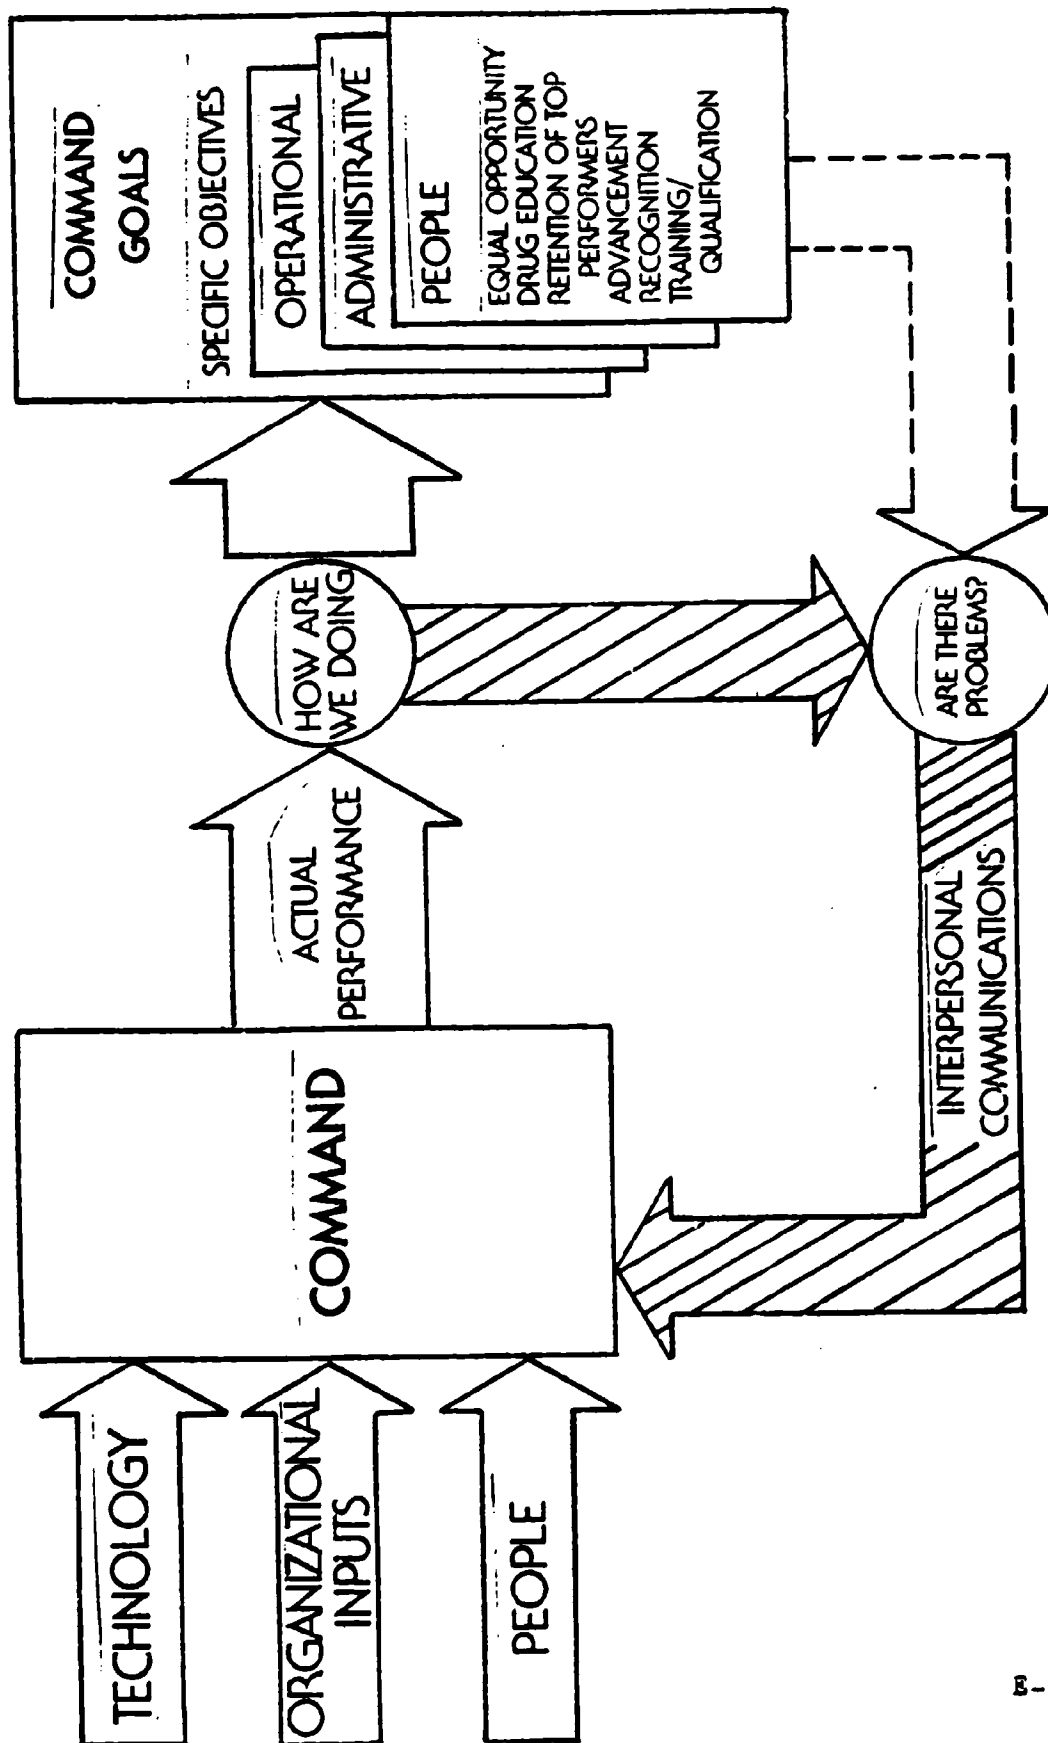 TECHNOLOGY
ORGANIZATIONAL
INPUTS
PEOPLE
COMMAND
ACTUAL
PERFORMANCE
HOW ARE
WE DOING
COMMAND
GOALS
SPECIFIC OBJECTIVES
OPERATIONAL
ADMINISTRATIVE
PEOPLE
EQUAL OPPORTUNITY
DRUG EDUCATION
RETENTION OF TOP
PERFORMERS
ADVANCEMENT
RECOGNITION
TRAINING/
QUALIFICATION
ARE THERE
PROBLEMS?
INTERPERSONAL
COMMUNICATIONS
E-